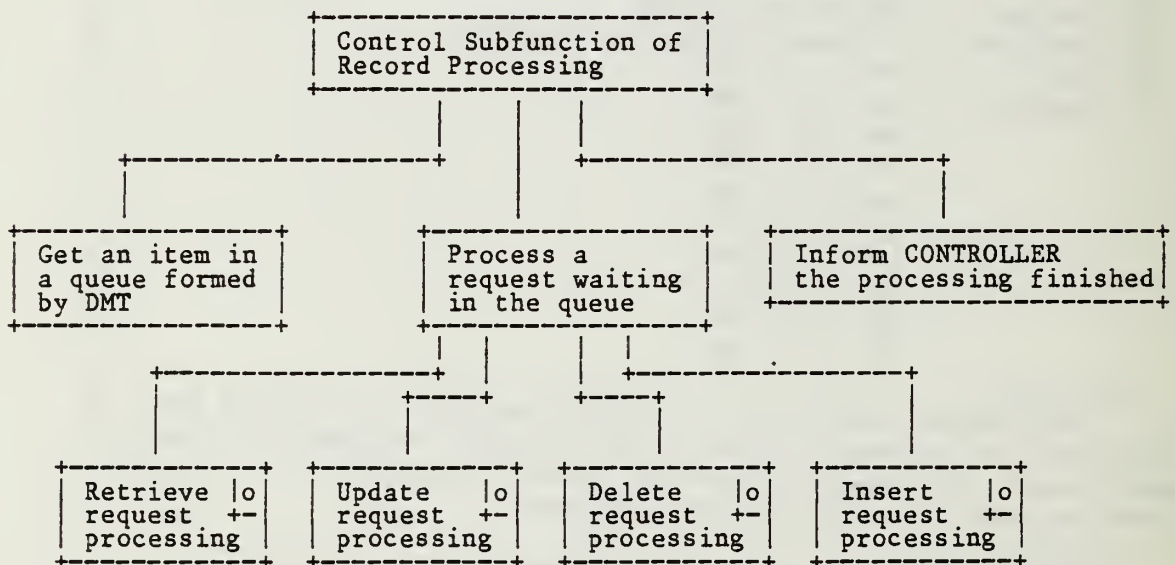 Control Subfunction of
Record Processing
Get an item in
a queue formed
by DMT
Process a
request waiting
in the queue
Inform CONTROLLER
the processing finished
Retrieve o
request
processing
Update o
request
processing
Delete o
request
processing
Insert o
request
processing